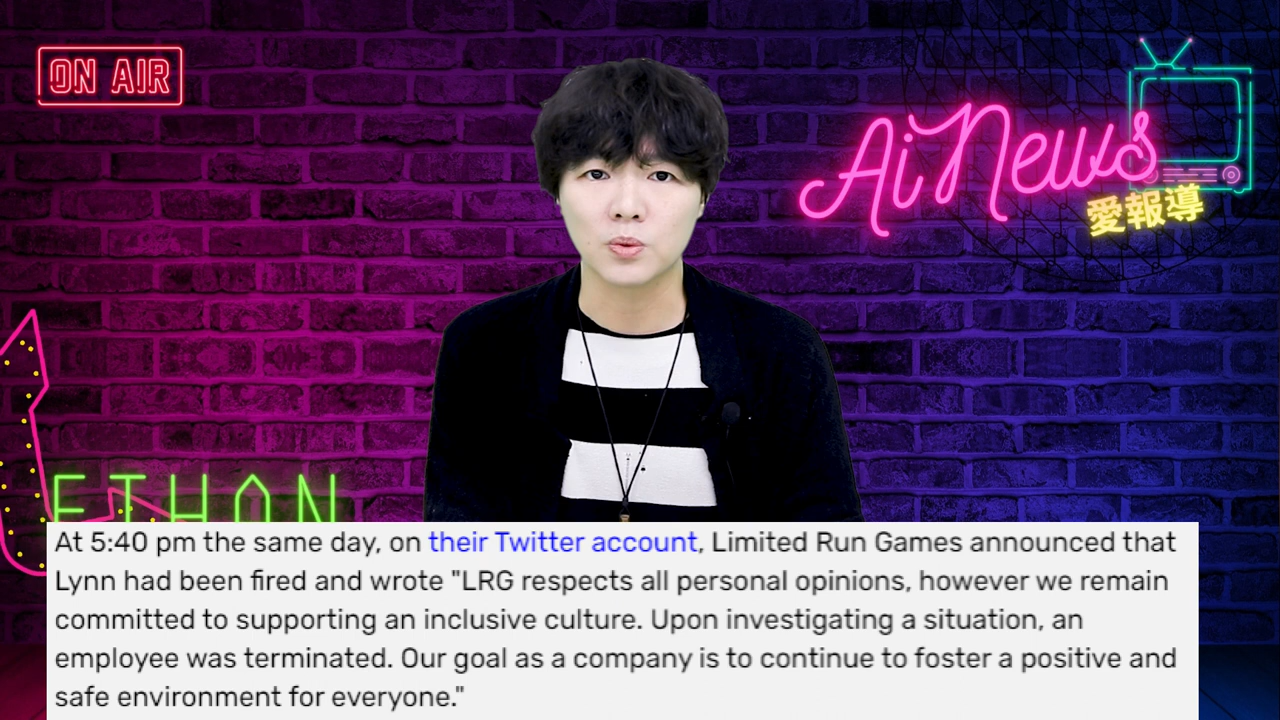 ON AIR
Ai News
愛報導
ETHAN
At 5:40 pm the same day, on their Twitter account, Limited Run Games announced that
Lynn had been fired and wrote "LRG respects all personal opinions, however we remain
committed to supporting an inclusive culture. Upon investigating a situation, an
employee was terminated. Our goal as a company is to continue to foster a positive and
safe environment for everyone."